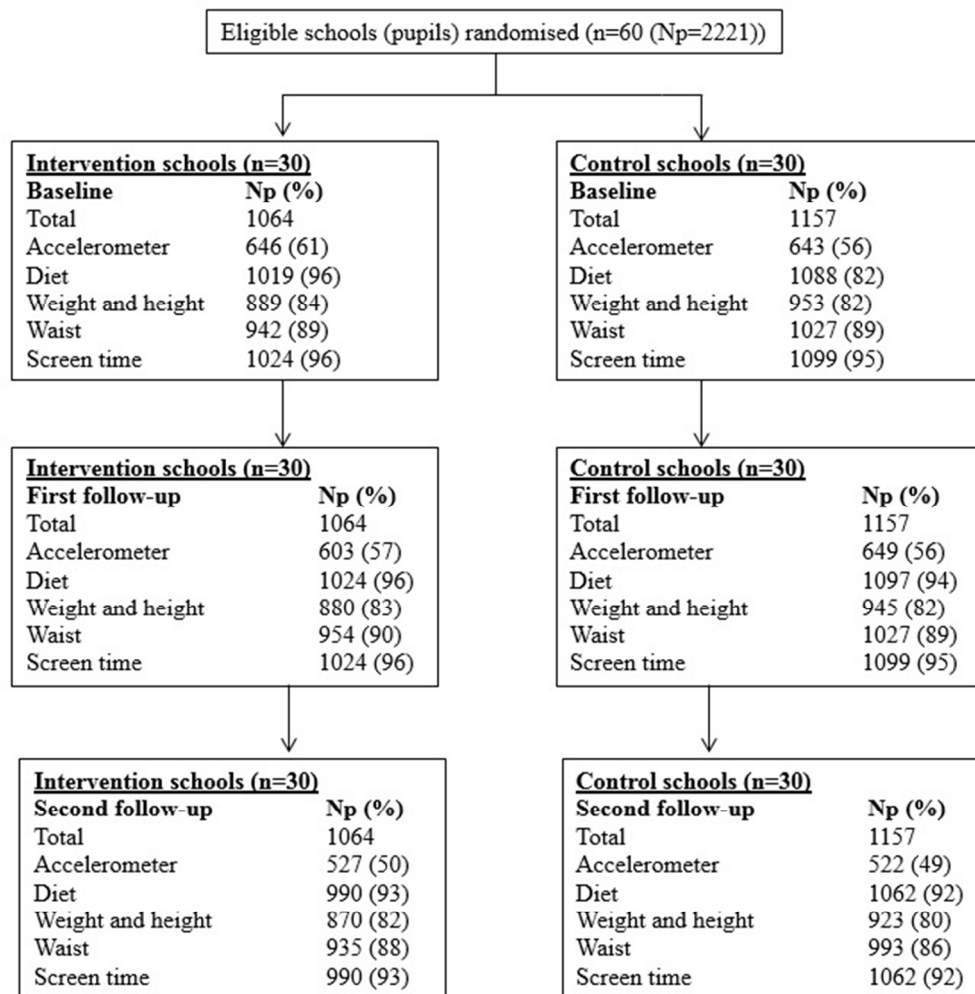 Eligible schools (pupils) randomised (n=60 (Np=2221))
Intervention schools (n=30)
Baseline Np (%)
Total 1064
Accelerometer 646 (61)
Diet 1019 (96)
Weight and height 889 (84)
Waist 942 (89)
Screen time 1024 (96)
Control schools (n=30)
Baseline Np (%)
Total 1157
Accelerometer 643 (56)
Diet 1088 (82)
Weight and height 953 (82)
Waist 1027 (89)
Screen time 1099 (95)
Intervention schools (n=30)
First follow-up Np (%)
Total 1064
Accelerometer 603 (57)
Diet 1024 (96)
Weight and height 880 (83)
Waist 954 (90)
Screen time 1024 (96)
Control schools (n=30)
First follow-up Np (%)
Total 1157
Accelerometer 649 (56)
Diet 1097 (94)
Weight and height 945 (82)
Waist 1027 (89)
Screen time 1099 (95)
Intervention schools (n=30)
Second follow-up Np (%)
Total 1064
Accelerometer 527 (50)
Diet 990 (93)
Weight and height 870 (82)
Waist 935 (88)
Screen time 990 (93)
Control schools (n=30)
Second follow-up Np (%)
Total 1157
Accelerometer 522 (49)
Diet 1062 (92)
Weight and height 923 (80)
Waist 993 (86)
Screen time 1062 (92)